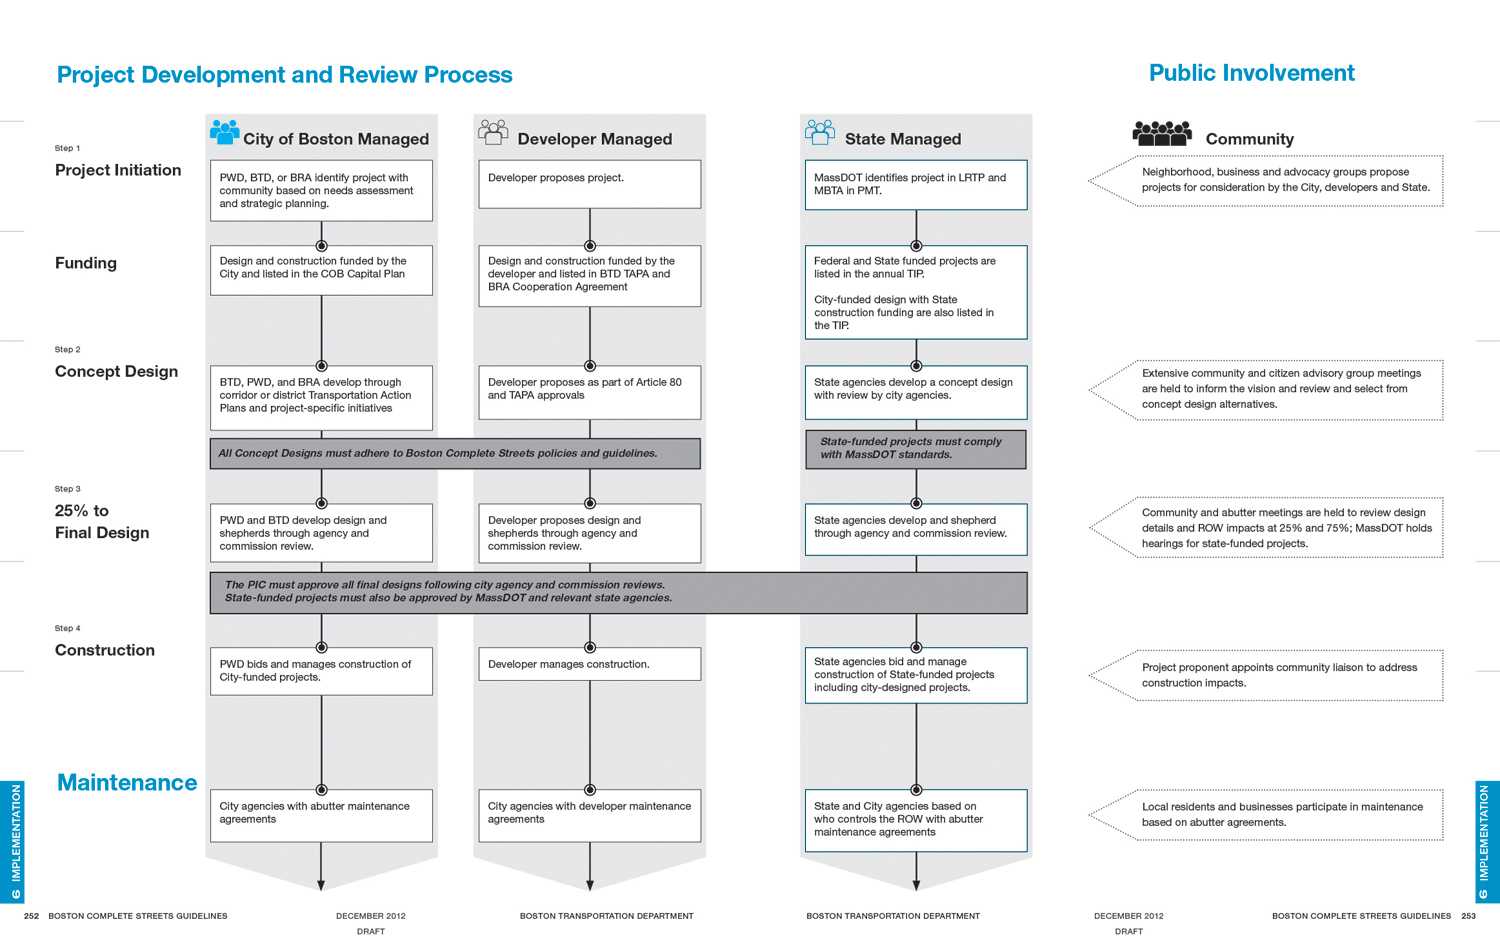 Project Development and Review Process
Public Involvement
City of Boston Managed
Developer Managed
State Managed
Community
Step 1
Project Initiation
PWD, BTD, or BRA identify project with
community based on needs assessment
and strategic planning.
Developer proposes project.
MassDOT identifies project in LRTP and
MBTA in PMT.
Neighborhood, business and advocacy groups propose
projects for consideration by the City, developers and State.
Funding
Design and construction funded by the
City and listed in the COB Capital Plan
Design and construction funded by the
developer and listed in BTD TAPA and
BRA Cooperation Agreement
Federal and State funded projects are
listed in the annual TIP.
City-funded design with State
construction funding are also listed in
the TIP.
Step 2
Concept Design
BTD, PWD, and BRA develop through
corridor or district Transportation Action
Plans and project-specific initiatives
Developer proposes as part of Article 80
and TAPA approvals
State agencies develop a concept design
with review by city agencies.
Extensive community and citizen advisory group meetings
are held to inform the vision and review and select from
concept design alternatives.
All Concept Designs must adhere to Boston Complete Streets policies and guidelines.
State-funded projects must comply
with MassDOT standards.
Step 3
25% to
Final Design
PWD and BTD develop design and
shepherds through agency and
commission review.
Developer proposes design and
shepherds through agency and
commission review.
State agencies develop and shepherd
through agency and commission review.
Community and abutter meetings are held to review design
details and ROW impacts at 25% and 75%; MassDOT holds
hearings for state-funded projects.
The PIC must approve all final designs following city agency and commission reviews.
State-funded projects must also be approved by MassDOT and relevant state agencies.
Step 4
Construction
PWD bids and manages construction of
City-funded projects.
Developer manages construction.
State agencies bid and manage
construction of State-funded projects
including city-designed projects.
Project proponent appoints community liaison to address
construction impacts.
Maintenance
City agencies with abutter maintenance
agreements
City agencies with developer maintenance
agreements
State and City agencies based on
who controls the ROW with abutter
maintenance agreements
Local residents and businesses participate in maintenance
based on abutter agreements.
6 IMPLEMENTATION
6 IMPLEMENTATION
252 BOSTON COMPLETE STREETS GUIDELINES
DECEMBER 2012
DRAFT
BOSTON TRANSPORTATION DEPARTMENT
BOSTON TRANSPORTATION DEPARTMENT
DECEMBER 2012
DRAFT
BOSTON COMPLETE STREETS GUIDELINES 253